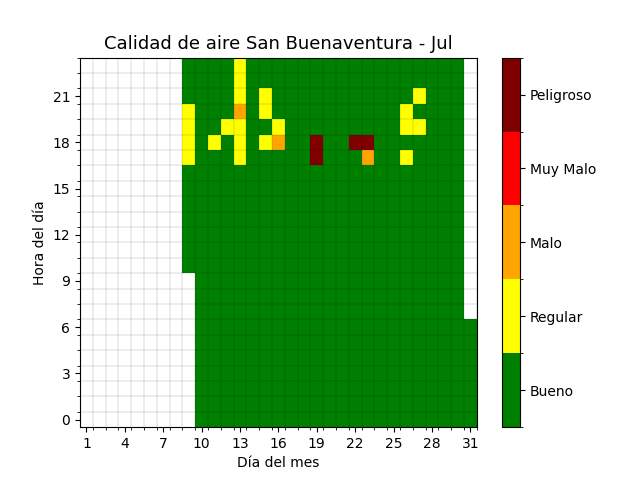 Calidad de aire San Buenaventura - Jul
Hora del día
21
18
15
12
9
6
3
0
1 4 7 10 13 16 19 22 25 28 31
Día del mes
Peligroso
Muy Malo
Malo
Regular
Bueno